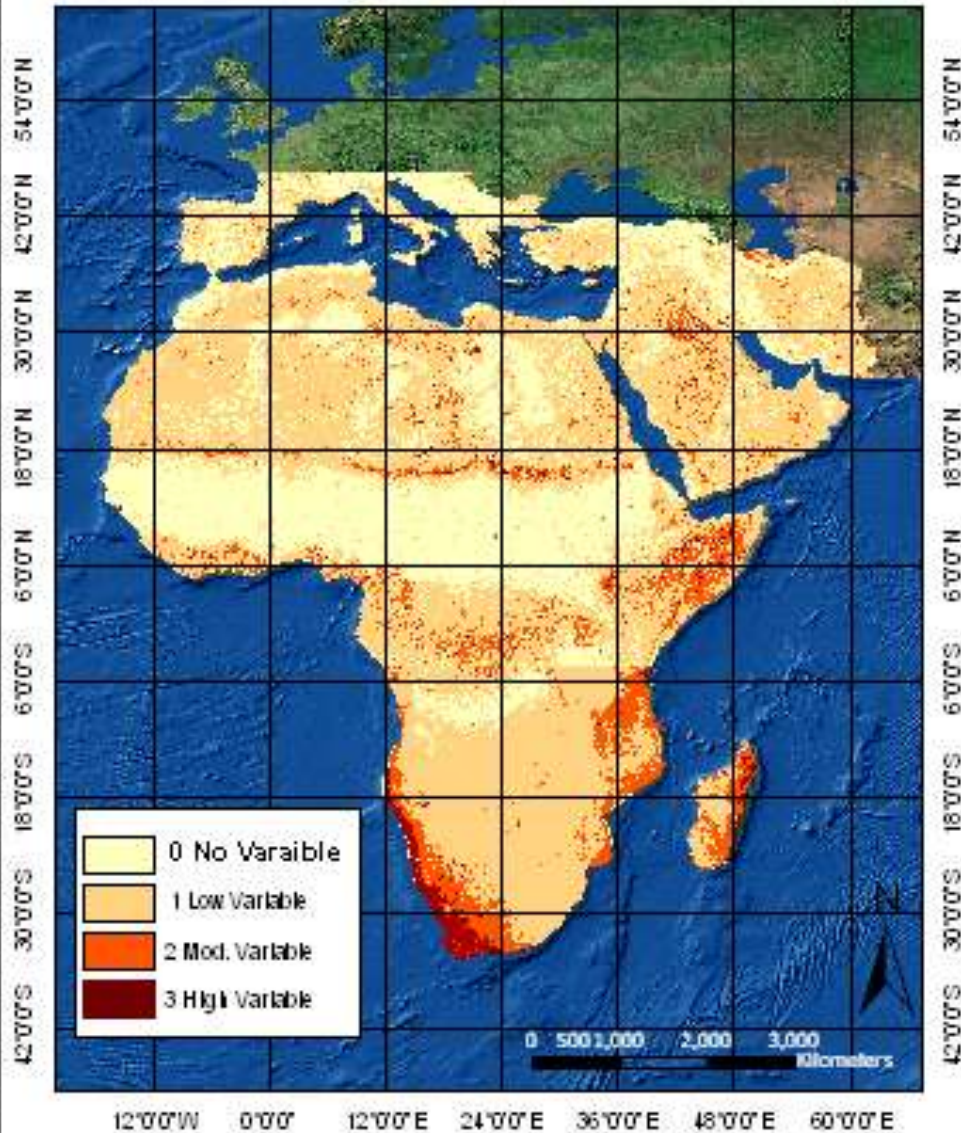 54°0'0"N
54°0'0"N
42°0'0"N
42°0'0"N
30°0'0"N
30°0'0"N
18°0'0"N
18°0'0"N
6°0'0"N
6°0'0"N
6°0'0"S
6°0'0"S
18°0'0"S
18°0'0"S
0 No Varaible
1 Low Variable
2 Mod. Variable
3 High Variable
N
30°0'0"S
30°0'0"S
42°0'0"S
42°0'0"S
0 500 1,000 2,000 3,000
Kilometers
12°0'0"W 0°0'0" 12°0'0"E 24°0'0"E 36°0'0"E 48°0'0"E 60°0'0"E